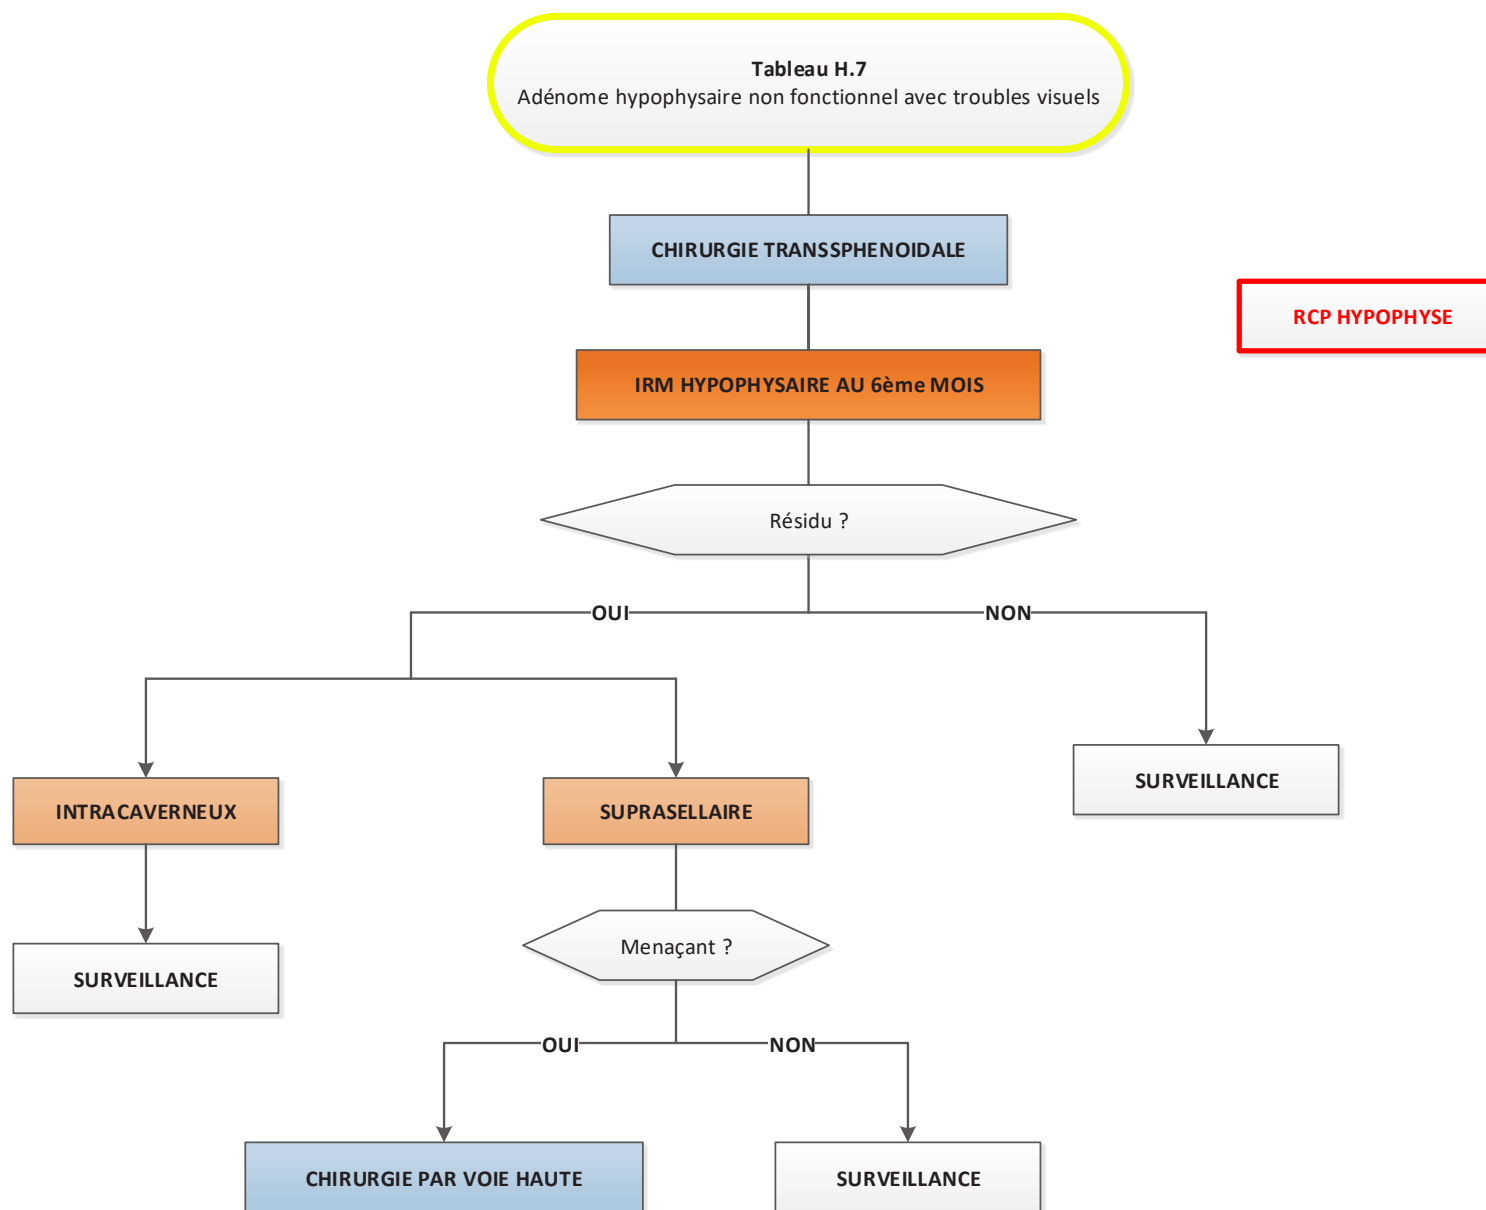 Tableau H.7
Adénome hypophysaire non fonctionnel avec troubles visuels
CHIRURGIE TRANSSPHENOIDALE
RCP HYPOPHYSE
IRM HYPOPHYSAIRE AU 6ème MOIS
Résidu ?
OUI
NON
SURVEILLANCE
INTRACAVERNEUX
SUPRASELLAIRE
Menaçant ?
SURVEILLANCE
OUI
NON
CHIRURGIE PAR VOIE HAUTE
SURVEILLANCE